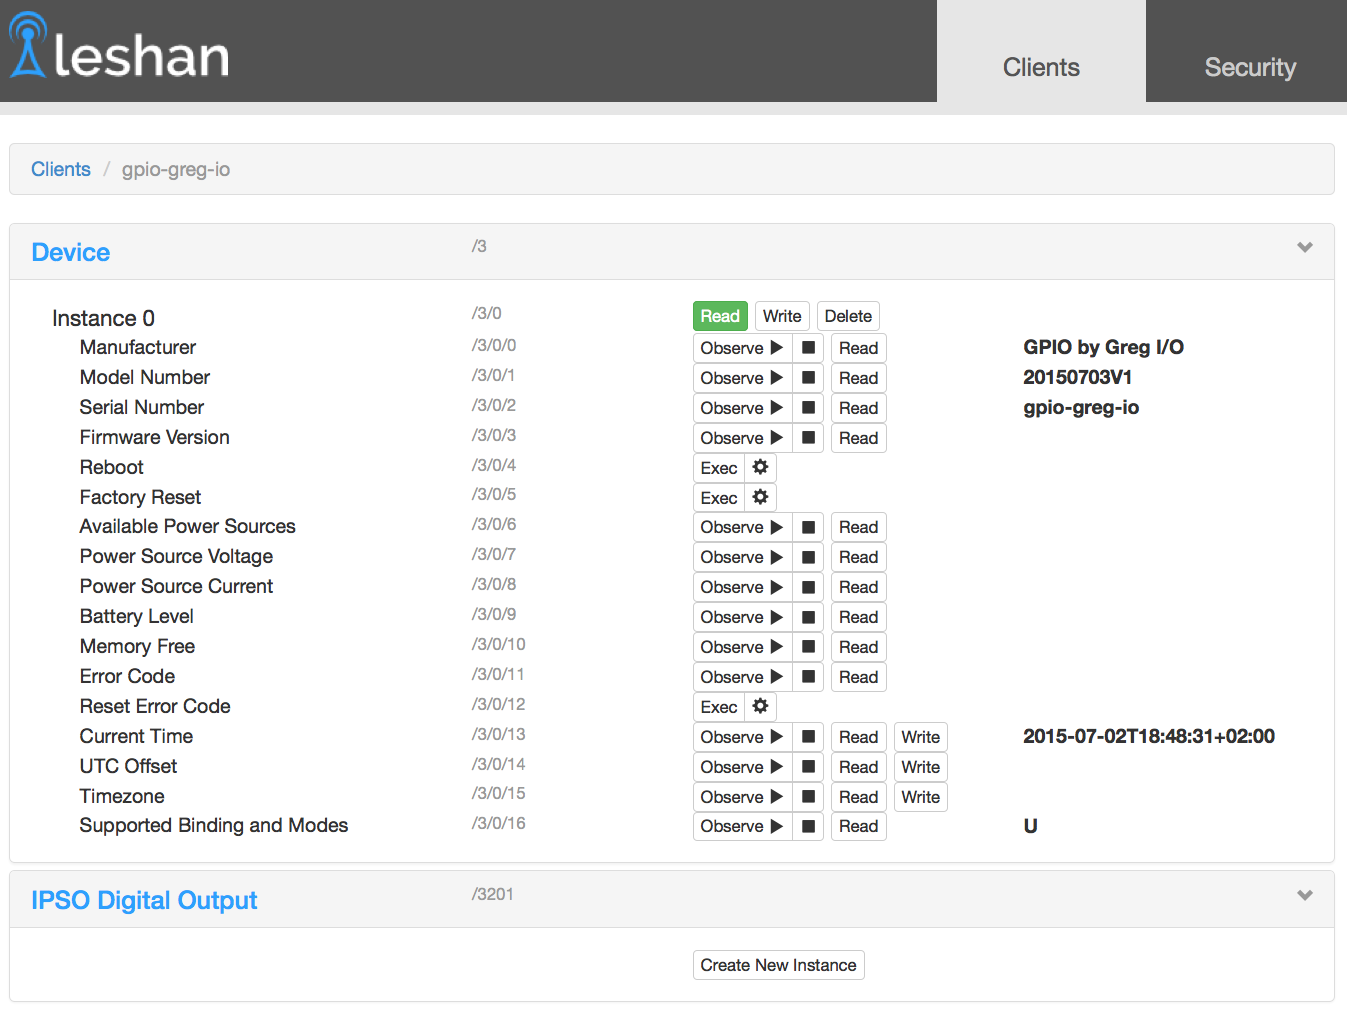 leshan
Clients Security
Clients / gpio-greg-io
Device /3
Instance 0 /3/0 Read Write Delete
Manufacturer /3/0/0 Observe Read GPIO by Greg I/O
Model Number /3/0/1 Observe Read 20150703V1
Serial Number /3/0/2 Observe Read gpio-greg-io
Firmware Version /3/0/3 Observe Read
Reboot /3/0/4 Exec
Factory Reset /3/0/5 Exec
Available Power Sources /3/0/6 Observe Read
Power Source Voltage /3/0/7 Observe Read
Power Source Current /3/0/8 Observe Read
Battery Level /3/0/9 Observe Read
Memory Free /3/0/10 Observe Read
Error Code /3/0/11 Observe Read
Reset Error Code /3/0/12 Exec
Current Time /3/0/13 Observe Read Write 2015-07-02T18:48:31+02:00
UTC Offset /3/0/14 Observe Read Write
Timezone /3/0/15 Observe Read Write
Supported Binding and Modes /3/0/16 Observe Read U
IPSO Digital Output /3201
Create New Instance